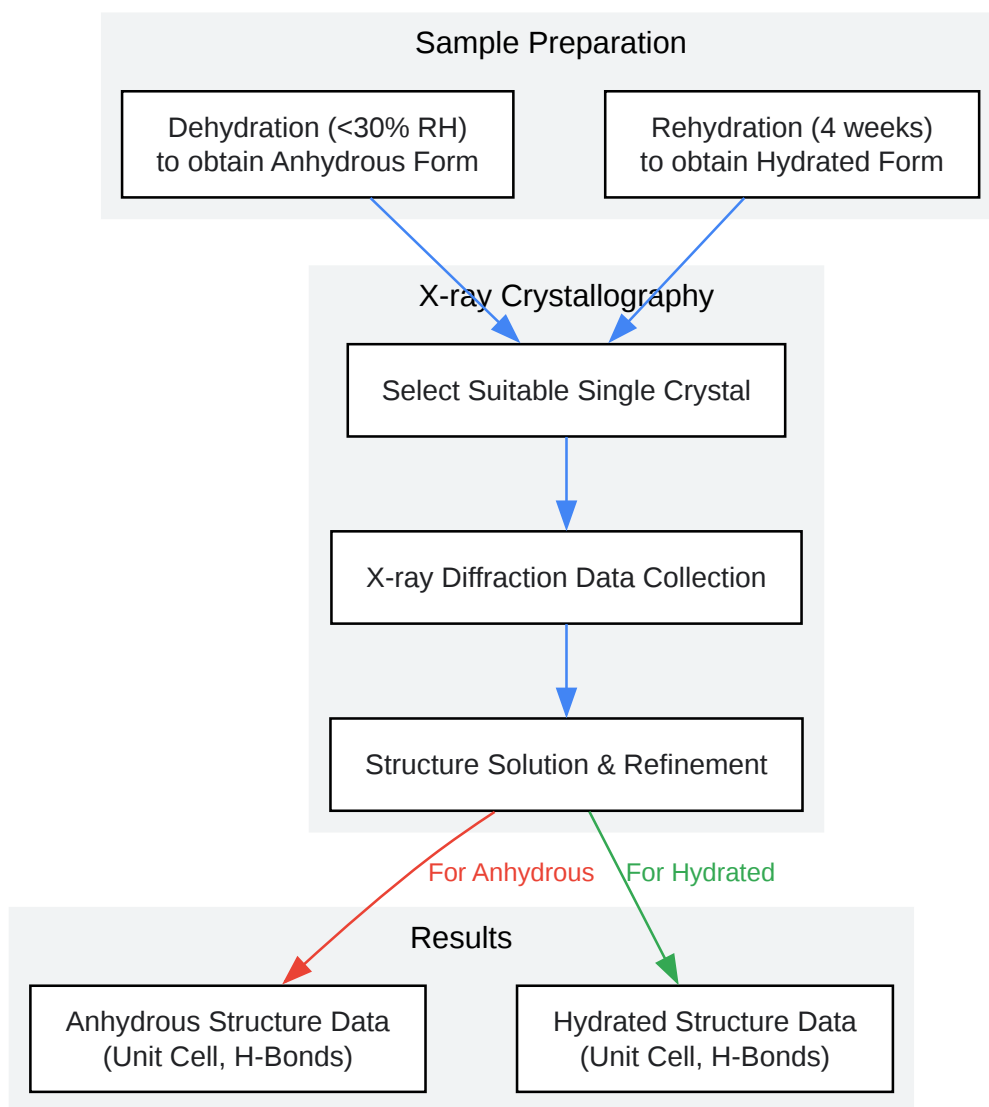 Sample Preparation
Dehydration (<30% RH)
to obtain Anhydrous Form
Rehydration (4 weeks)
to obtain Hydrated Form
X-ray Crystallography
Select Suitable Single Crystal
X-ray Diffraction Data Collection
Structure Solution & Refinement
For Anhydrous
For Hydrated
Results
Anhydrous Structure Data
(Unit Cell, H-Bonds)
Hydrated Structure Data
(Unit Cell, H-Bonds)